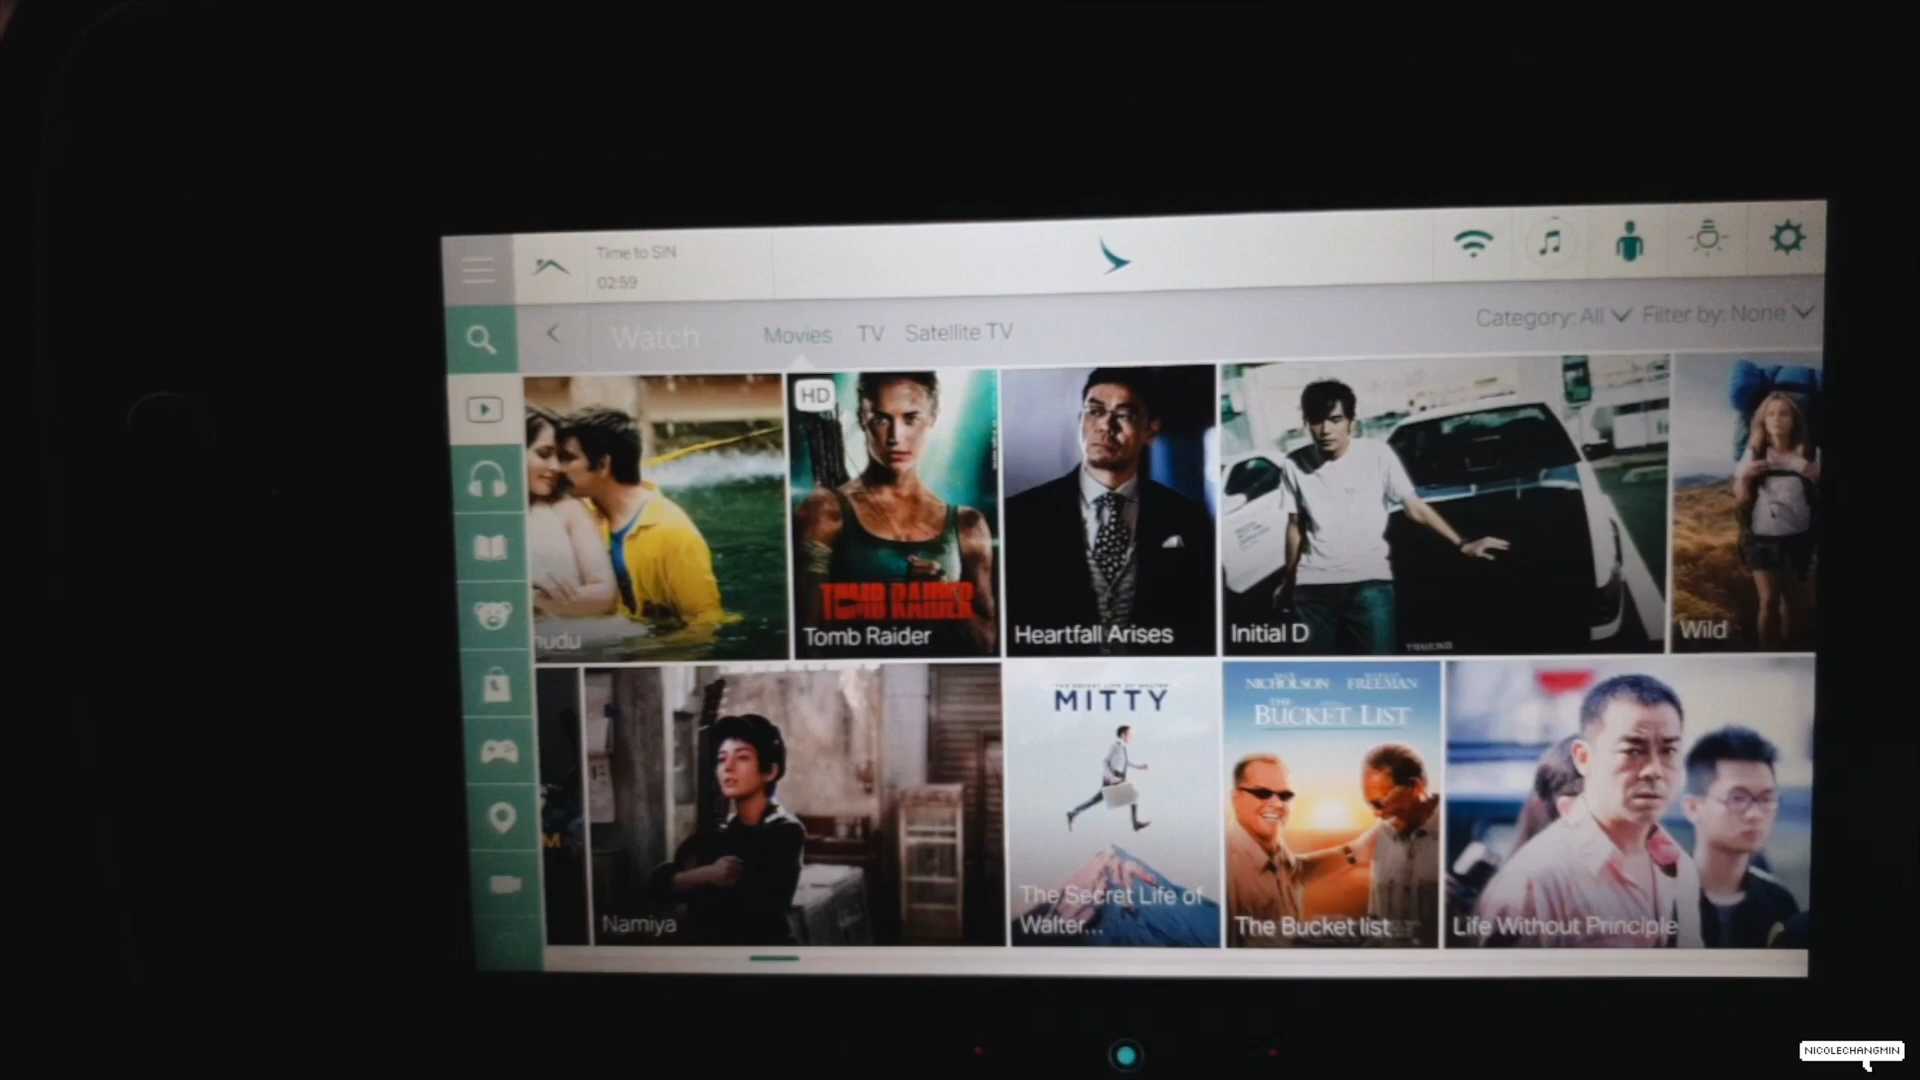 Time to SIN
02:59
Watch
Movies TV Satellite TV
Category: All Filter by: None
HD
TOMB RAIDER
Tomb Raider
Heartfall Arises
Initial D
Wild
MITTY
NICHOLSON FREEMAN
THE
BUCKET LIST
Namiya
The Secret Life of
Walter...
The Bucket list
Life Without Principle
NICOLECHANGMIN